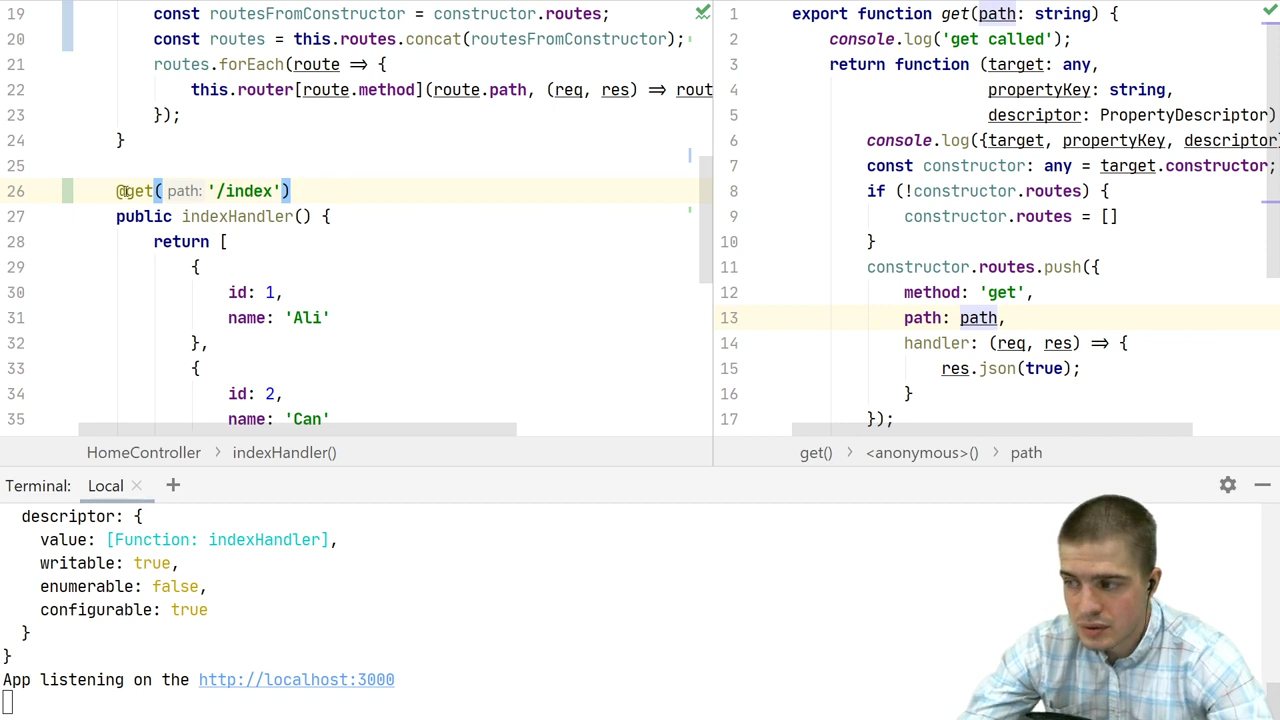 19 const routesFromConstructor = constructor.routes;
20 const routes = this.routes.concat(routesFromConstructor);
21 routes.forEach(route => {
22 this.router[route.method](route.path, (req, res) => rout
23 });
24 }
25
26 @get( path: '/index')
27 public indexHandler() {
28 return [
29 {
30 id: 1,
31 name: 'Ali'
32 },
33 {
34 id: 2,
35 name: 'Can'
HomeController > indexHandler()
1 export function get(path: string) {
2 console.log('get called');
3 return function (target: any,
4 propertyKey: string,
5 descriptor: PropertyDescriptor)
6 console.log({target, propertyKey, descriptor
7 const constructor: any = target.constructor;
8 if (!constructor.routes) {
9 constructor.routes = []
10 }
11 constructor.routes.push({
12 method: 'get',
13 path: path,
14 handler: (req, res) => {
15 res.json(true);
16 }
17 });
get() > <anonymous>() > path
Terminal: Local × +
descriptor: {
value: [Function: indexHandler],
writable: true,
enumerable: false,
configurable: true
}
}
App listening on the http://localhost:3000